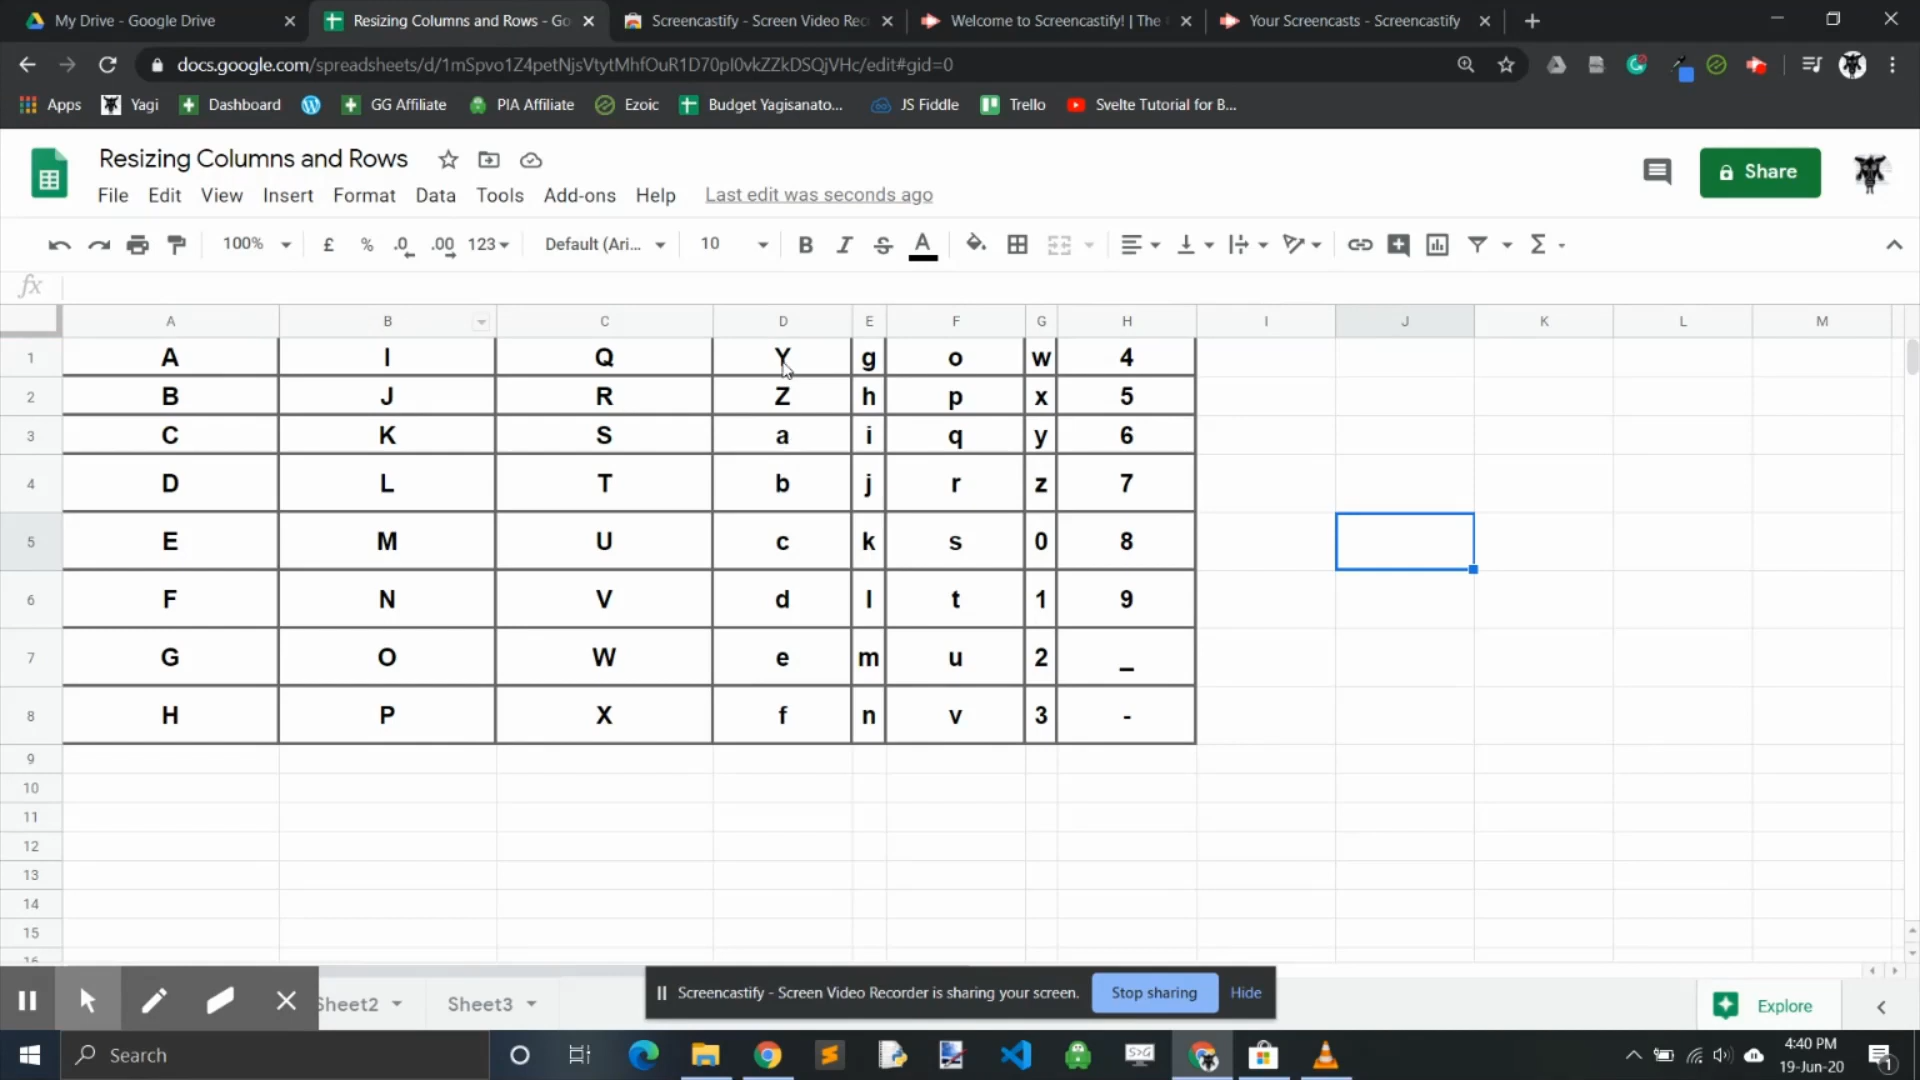 My Drive - Google Drive
Resizing Columns and Rows - Go
Screencastify - Screen Video Rec
Welcome to Screencastify! | The
Your Screencasts - Screencastify
docs.google.com/spreadsheets/d/1mSpvo1Z4petNjsVtytMhfOuR1D70pI0vkZZkDSQjVHc/edit#gid=0
Apps Yagi Dashboard GG Affiliate PIA Affiliate Ezoic Budget Yagisanato... JS Fiddle Trello Svelte Tutorial for B...
Resizing Columns and Rows
Share
File Edit View Insert Format Data Tools Add-ons Help Last edit was seconds ago
100% £ % .0 .00 123 Default (Ari... 10 B I S A Σ
fx
A B C D E F G H I J K L M
1 A I Q Y g o w 4
2 B J R Z h p x 5
3 C K S a i q y 6
4 D L T b j r z 7
5 E M U c k s 0 8
6 F N V d l t 1 9
7 G O W e m u 2 _
8 H P X f n v 3 -
9
10
11
12
13
14
15
16
Sheet2 Sheet3
Screencastify - Screen Video Recorder is sharing your screen. Stop sharing Hide
Explore
Search
4:40 PM
19-Jun-20
1